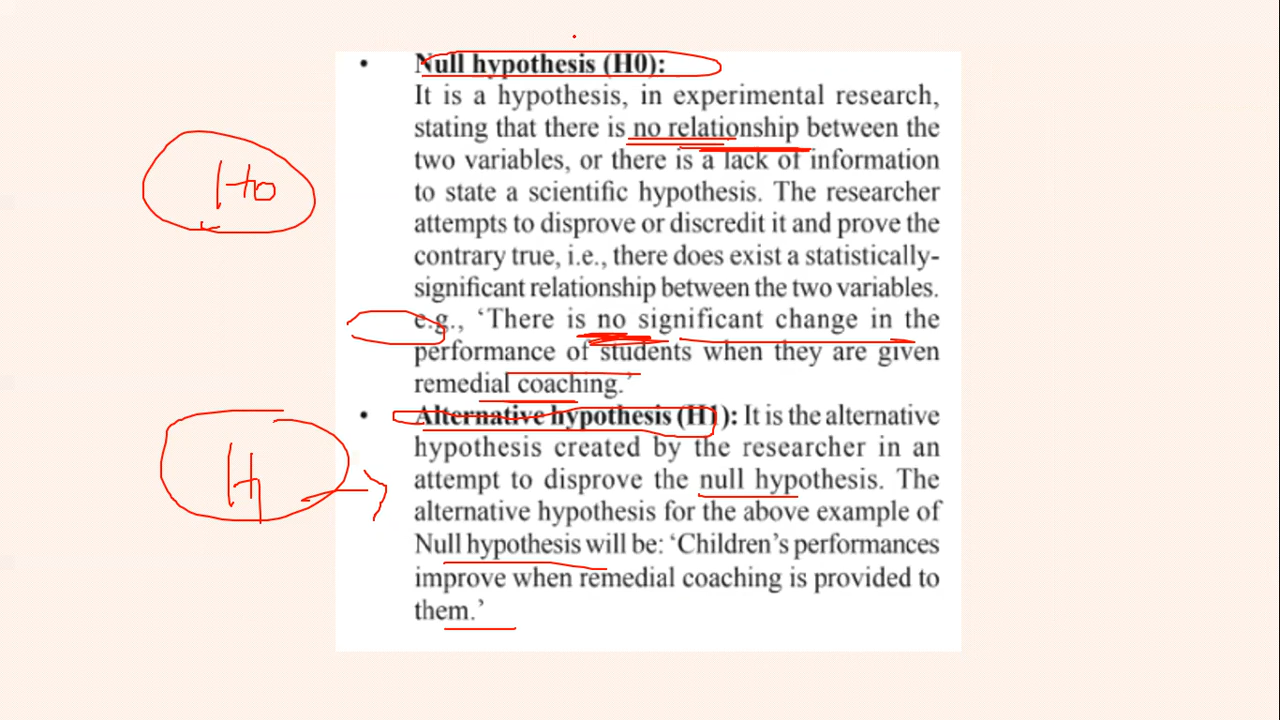 • Null hypothesis (H0):
It is a hypothesis, in experimental research,
stating that there is no relationship between the
two variables, or there is a lack of information
to state a scientific hypothesis. The researcher
attempts to disprove or discredit it and prove the
contrary true, i.e., there does exist a statistically-
significant relationship between the two variables.
e.g., ‘There is no significant change in the
performance of students when they are given
remedial coaching.’
• Alternative hypothesis (H1): It is the alternative
hypothesis created by the researcher in an
attempt to disprove the null hypothesis. The
alternative hypothesis for the above example of
Null hypothesis will be: ‘Children’s performances
improve when remedial coaching is provided to
them.’
H0
H1